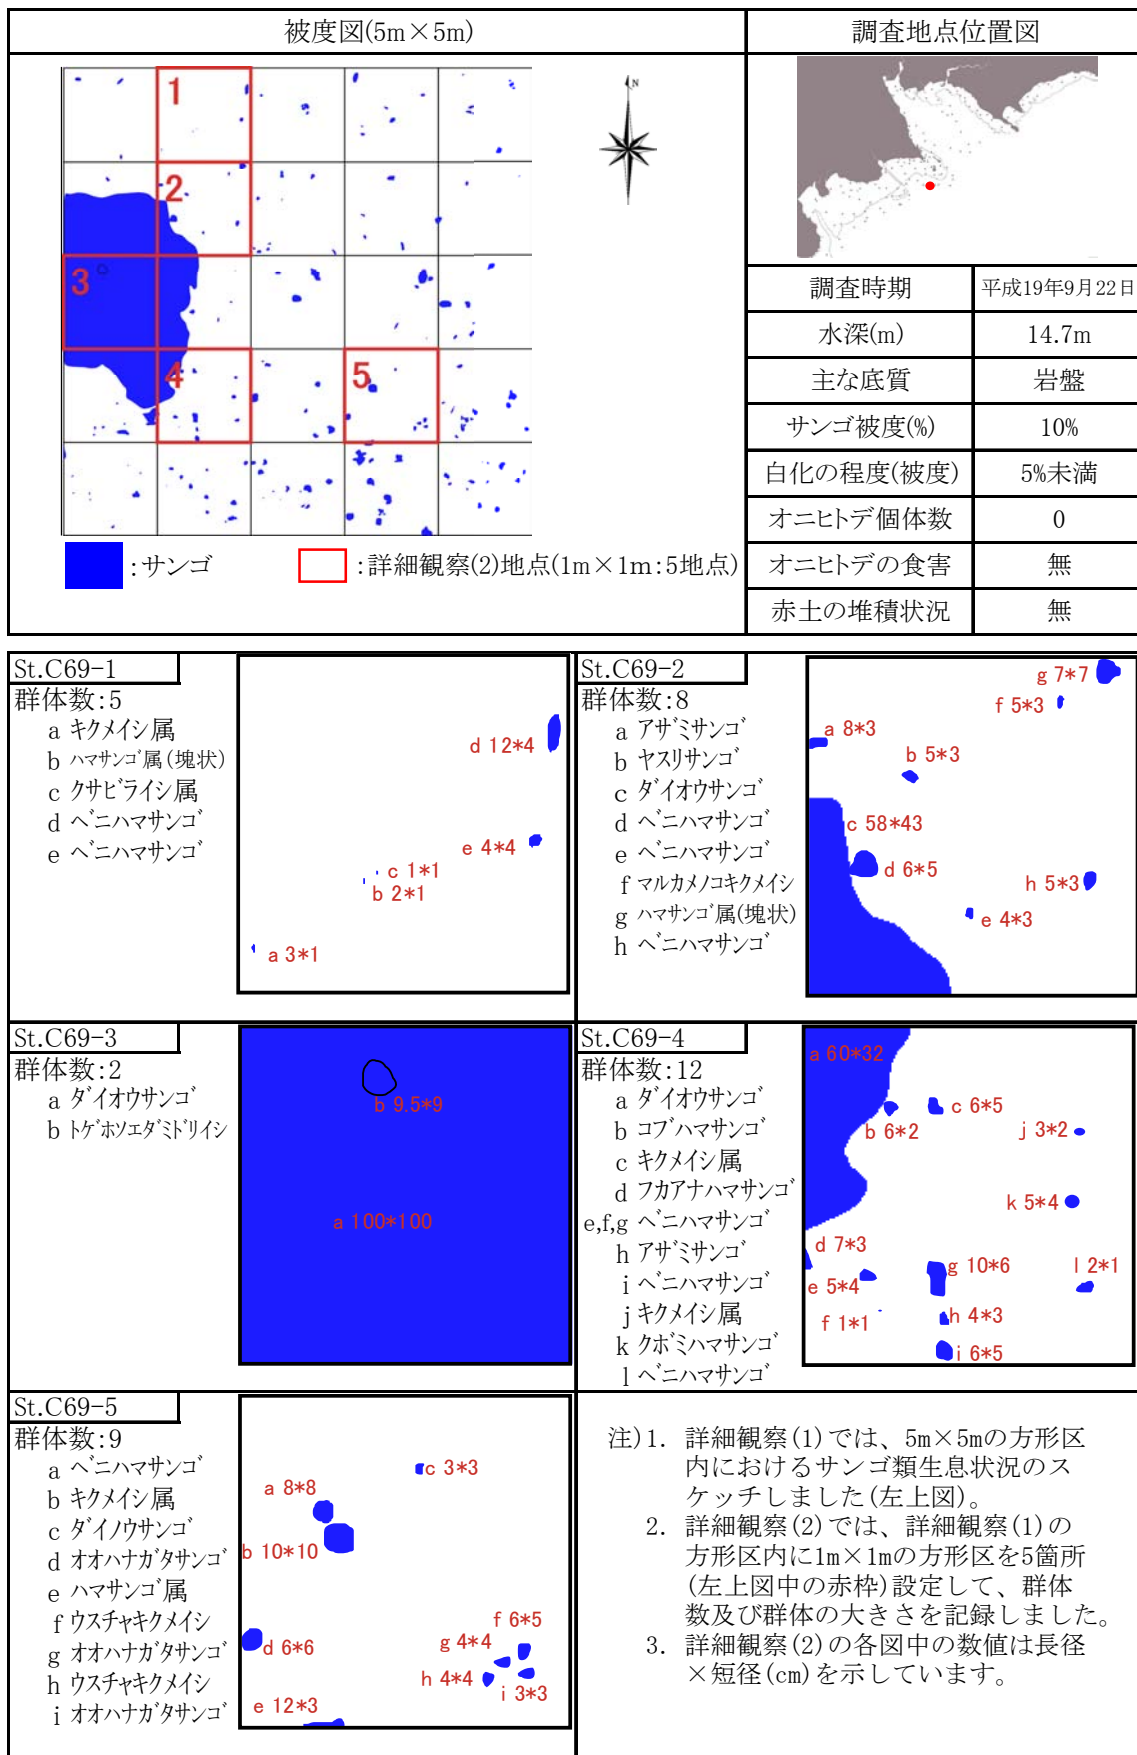 被度図(5m×5m)
調査地点位置図
1
2
3
4
5
N
:サンゴ
:詳細観察(2)地点(1m×1m:5地点)
調査時期 平成19年9月22日
水深(m) 14.7m
主な底質 岩盤
サンゴ被度(%) 10%
白化の程度(被度) 5%未満
オニヒトデ個体数 0
オニヒトデの食害 無
赤土の堆積状況 無
St.C69-1
群体数:5
a キクメイシ属
b ハマサンゴ属(塊状)
c クサビライシ属
d ベニハマサンゴ
e ベニハマサンゴ
d 12*4
e 4*4
c 1*1
b 2*1
a 3*1
St.C69-2
群体数:8
a アザミサンゴ
b ヤスリサンゴ
c ダイオウサンゴ
d ベニハマサンゴ
e ベニハマサンゴ
f マルカメノコキクメイシ
g ハマサンゴ属(塊状)
h ベニハマサンゴ
g 7*7
f 5*3
a 8*3
b 5*3
c 58*43
d 6*5
h 5*3
e 4*3
St.C69-3
群体数:2
a ダイオウサンゴ
b トゲホソエダミドリイシ
b 9.5*9
a 100*100
St.C69-4
群体数:12
a ダイオウサンゴ
b コブハマサンゴ
c キクメイシ属
d フカアナハマサンゴ
e,f,g ベニハマサンゴ
h アザミサンゴ
i ベニハマサンゴ
j キクメイシ属
k クボミハマサンゴ
l ベニハマサンゴ
a 60*32
c 6*5
b 6*2
j 3*2
k 5*4
d 7*3
g 10*6
l 2*1
e 5*4
f 1*1
h 4*3
i 6*5
St.C69-5
群体数:9
a ベニハマサンゴ
b キクメイシ属
c ダイノウサンゴ
d オオハナガタサンゴ
e ハマサンゴ属
f ウスチャキクメイシ
g オオハナガタサンゴ
h ウスチャキクメイシ
i オオハナガタサンゴ
c 3*3
a 8*8
b 10*10
f 6*5
d 6*6
g 4*4
h 4*4
i 3*3
e 12*3
注)1. 詳細観察(1)では、5m×5mの方形区
内におけるサンゴ類生息状況のス
ケッチしました(左上図)。
2. 詳細観察(2)では、詳細観察(1)の
方形区内に1m×1mの方形区を5箇所
(左上図中の赤枠)設定して、群体
数及び群体の大きさを記録しました。
3. 詳細観察(2)の各図中の数値は長径
×短径(cm)を示しています。